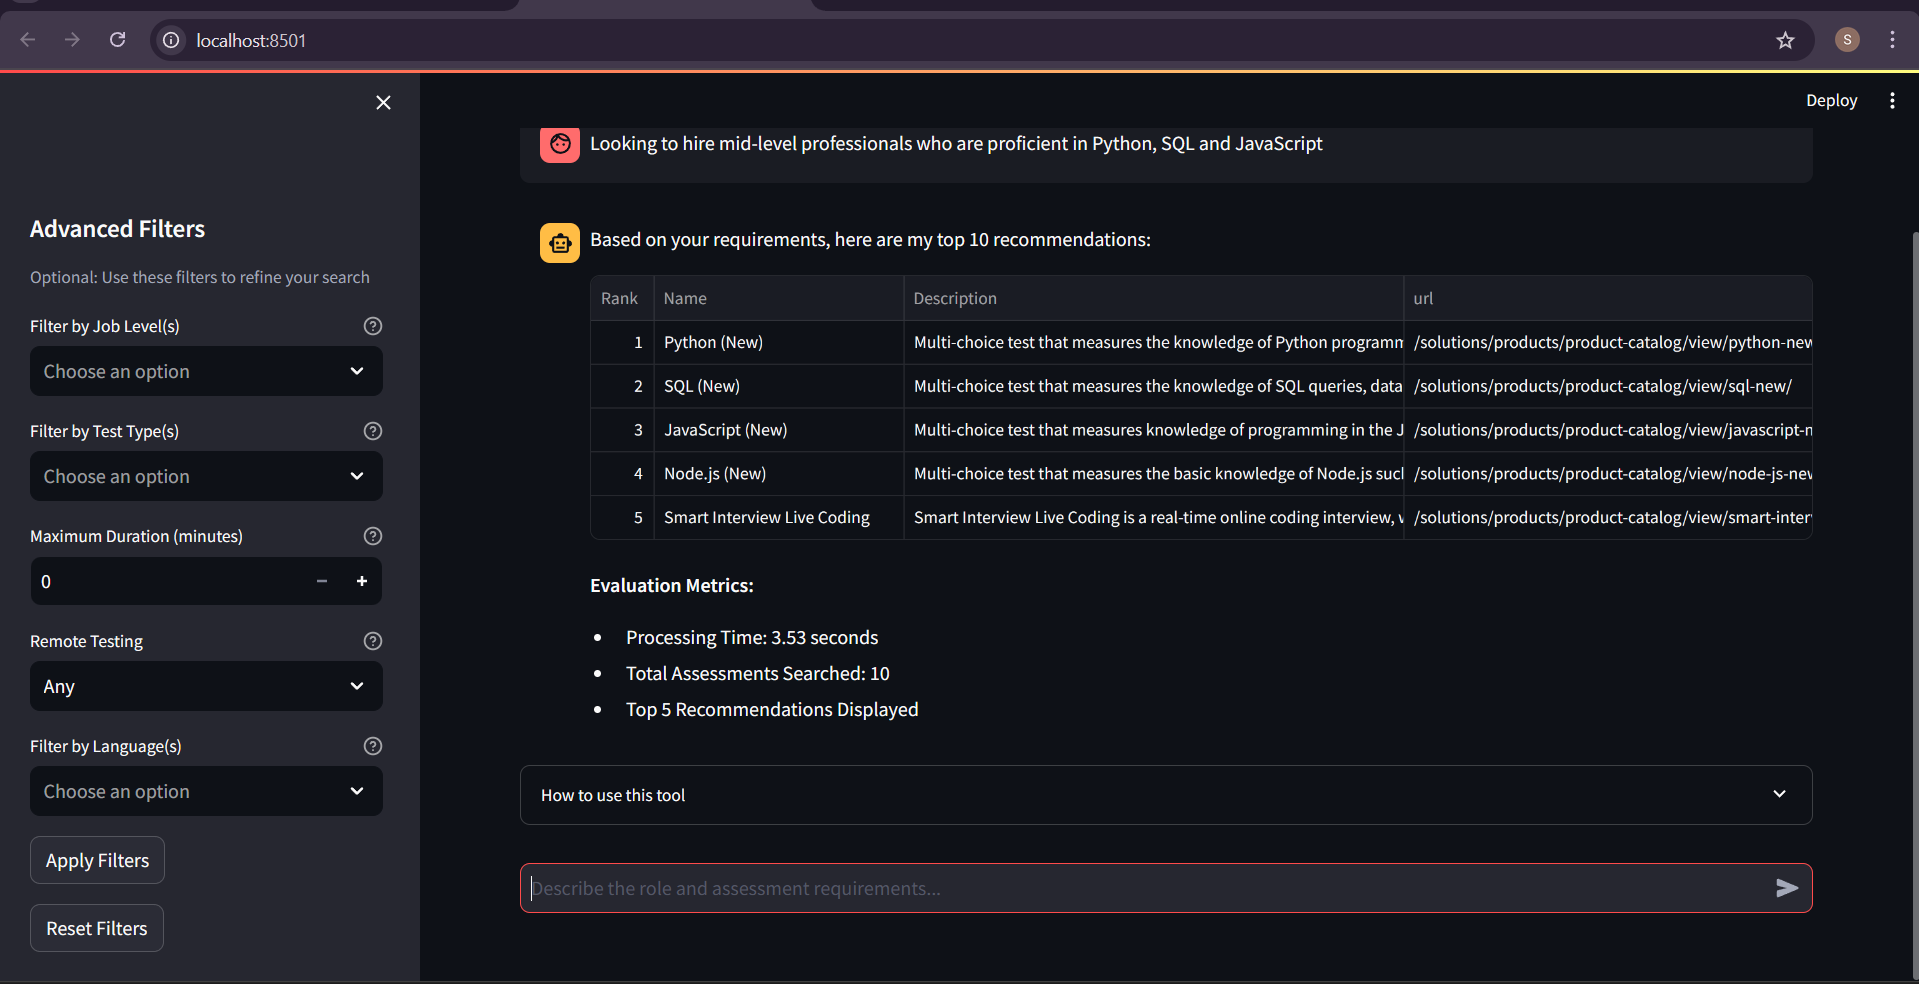 localhost:8501
S
Deploy
Advanced Filters
Optional: Use these filters to refine your search
Filter by Job Level(s)
Choose an option
Filter by Test Type(s)
Choose an option
Maximum Duration (minutes)
0
Remote Testing
Any
Filter by Language(s)
Choose an option
Apply Filters
Reset Filters
Looking to hire mid-level professionals who are proficient in Python, SQL and JavaScript
Based on your requirements, here are my top 10 recommendations:
Rank Name Description url
1 Python (New) Multi-choice test that measures the knowledge of Python programm /solutions/products/product-catalog/view/python-new
2 SQL (New) Multi-choice test that measures the knowledge of SQL queries, data /solutions/products/product-catalog/view/sql-new/
3 JavaScript (New) Multi-choice test that measures knowledge of programming in the J /solutions/products/product-catalog/view/javascript-n
4 Node.js (New) Multi-choice test that measures the basic knowledge of Node.js such /solutions/products/product-catalog/view/node-js-new
5 Smart Interview Live Coding Smart Interview Live Coding is a real-time online coding interview, w /solutions/products/product-catalog/view/smart-inter
Evaluation Metrics:
• Processing Time: 3.53 seconds
• Total Assessments Searched: 10
• Top 5 Recommendations Displayed
How to use this tool
Describe the role and assessment requirements...